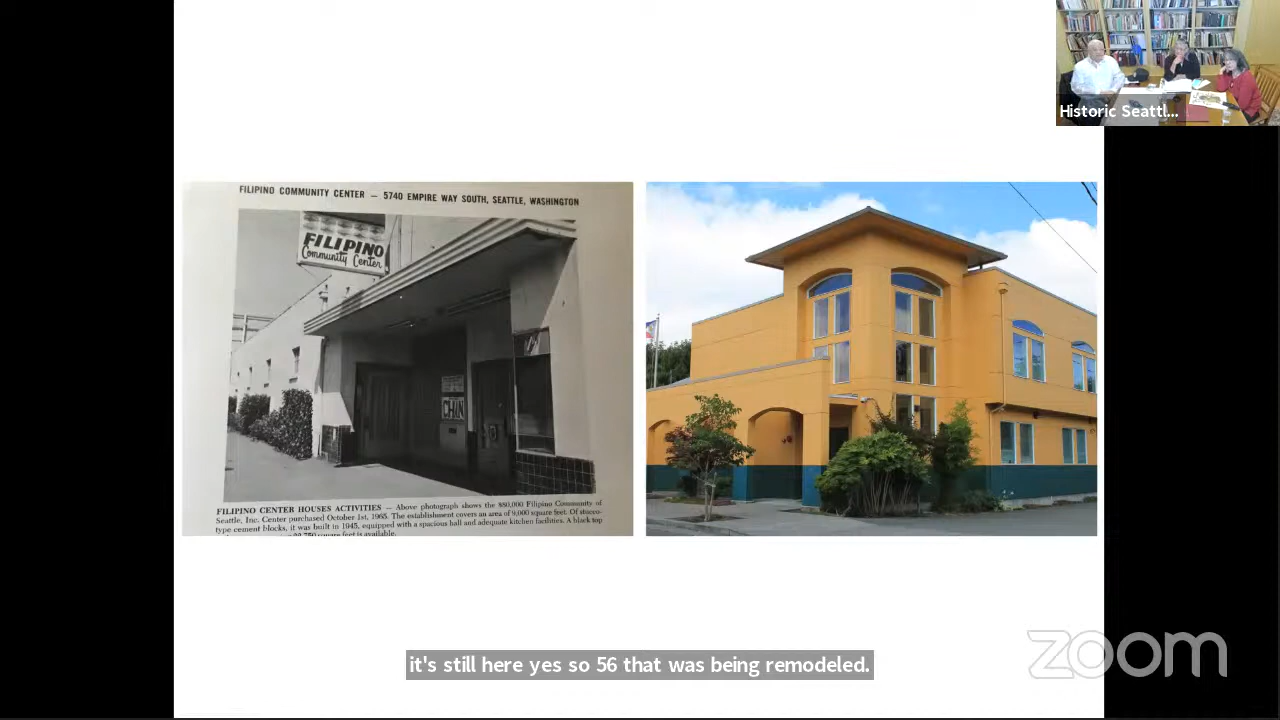 Historic Seattl...
FILIPINO COMMUNITY CENTER — 5740 EMPIRE WAY SOUTH, SEATTLE, WASHINGTON
FILIPINO
Community Center
CHIN
FILIPINO CENTER HOUSES ACTIVITIES — Above photograph shows the $80,000 Filipino Community of
Seattle, Inc. Center purchased October 1st, 1965. The establishment covers an area of 9,000 square feet. Of stucco-
type cement blocks, it was built in 1945, equipped with a spacious hall and adequate kitchen facilities. A black top
square feet is available.
it's still here yes so 56 that was being remodeled.
zoom